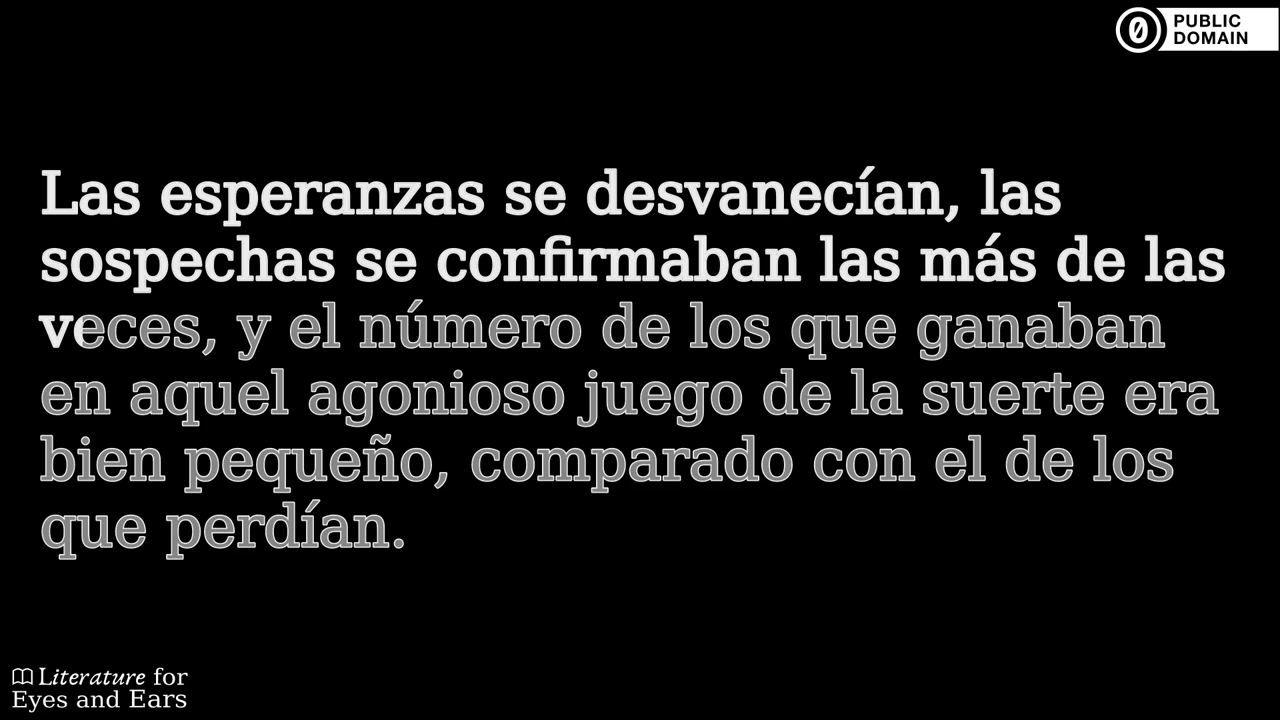 PUBLIC
DOMAIN
Las esperanzas se desvanecían, las
sospechas se confirmaban las más de las
veces, y el número de los que ganaban
en aquel agonioso juego de la suerte era
bien pequeño, comparado con el de los
que perdían.
Literature for
Eyes and Ears